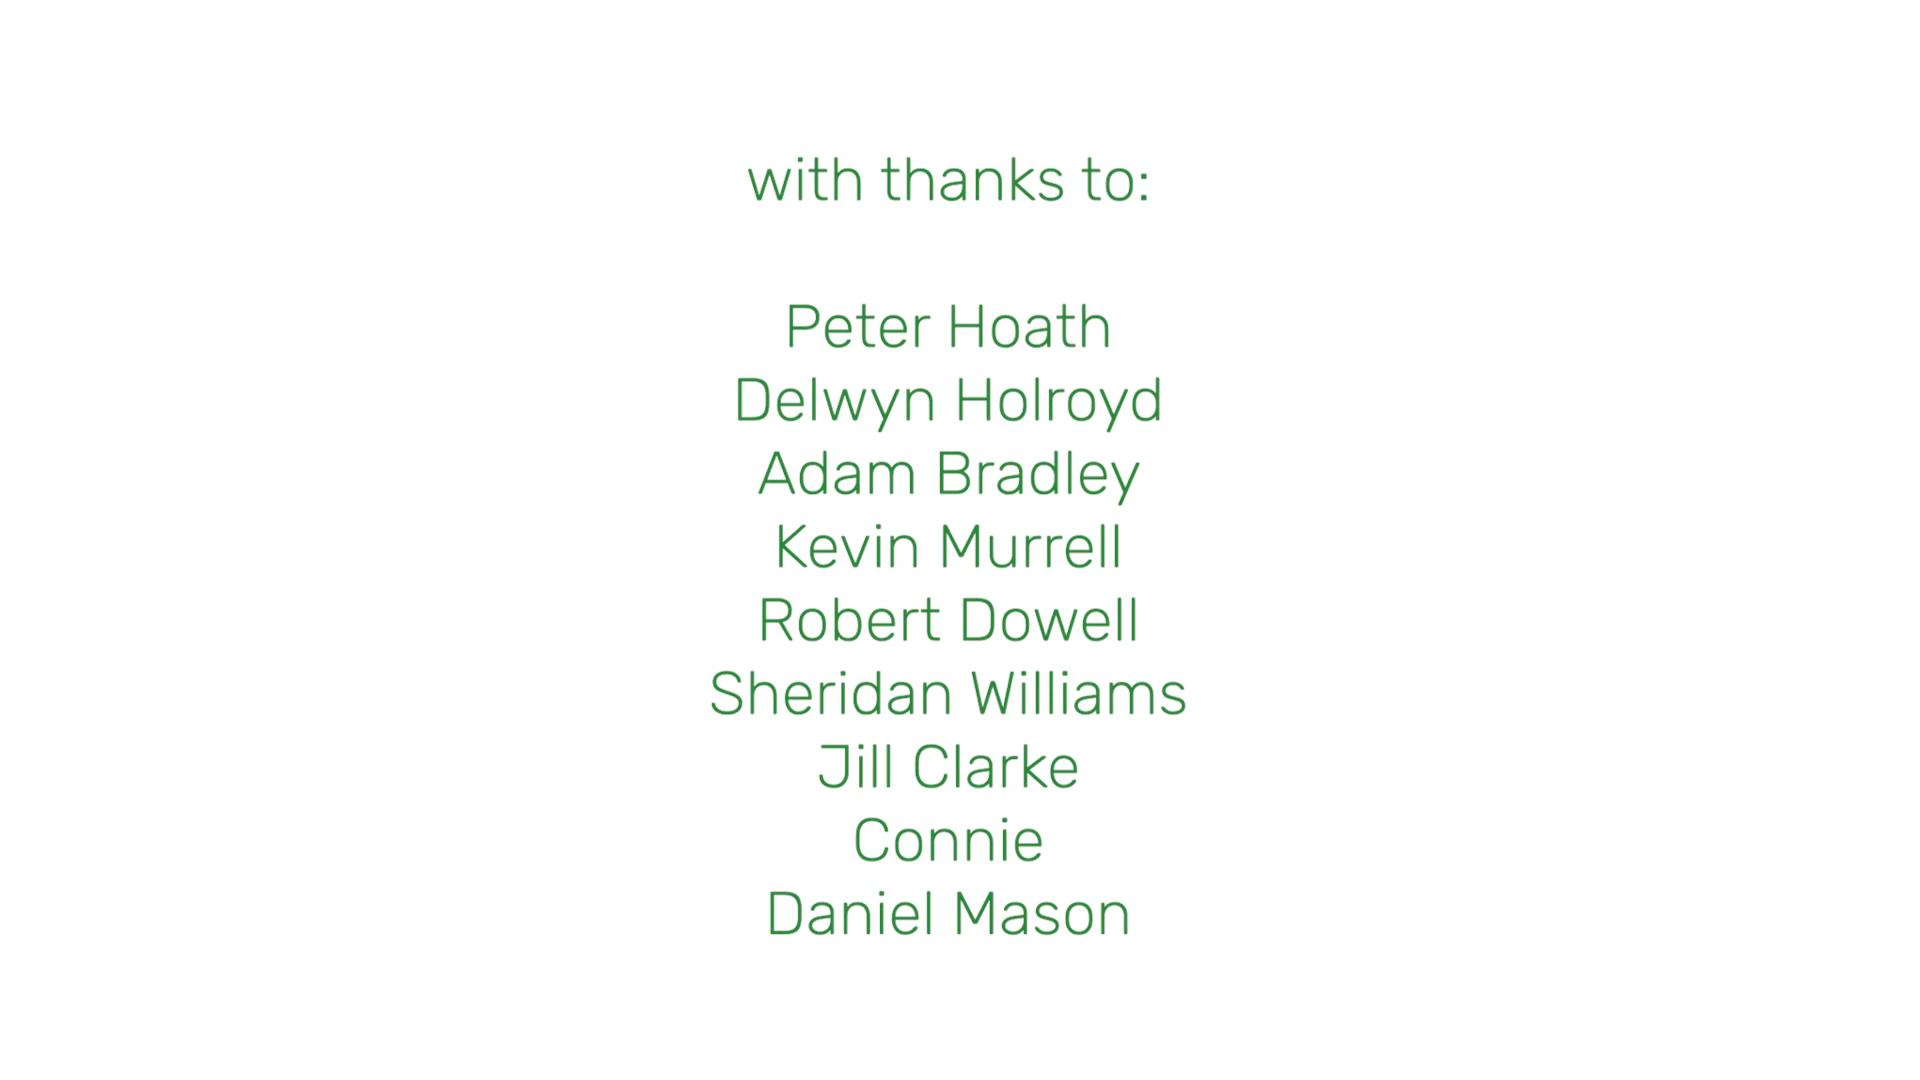 with thanks to:
Peter Hoath
Delwyn Holroyd
Adam Bradley
Kevin Murrell
Robert Dowell
Sheridan Williams
Jill Clarke
Connie
Daniel Mason